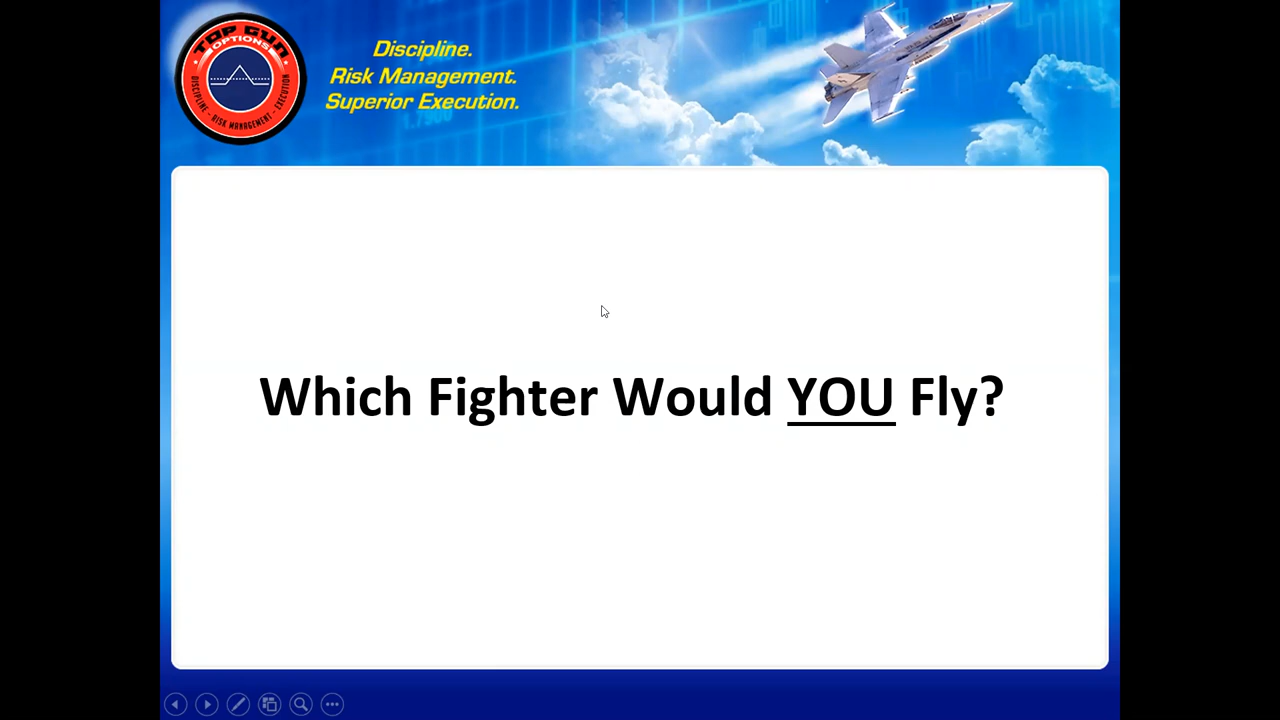 TOP GUN
OPTIONS
DISCIPLINE - RISK MANAGEMENT - EXECUTION
Discipline.
Risk Management.
Superior Execution.
Which Fighter Would YOU Fly?